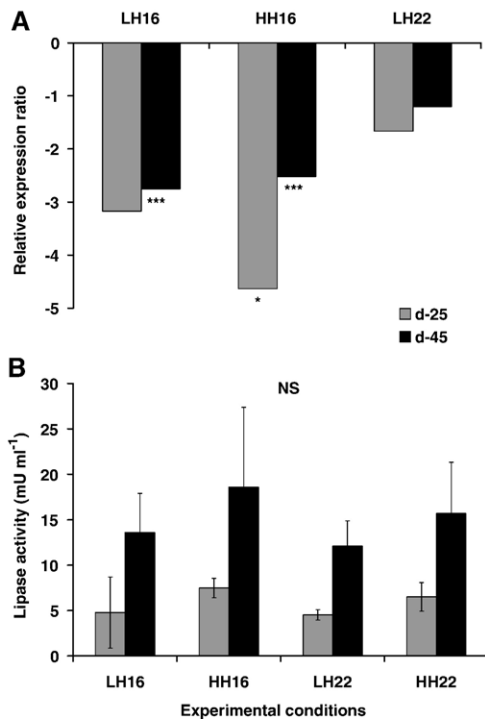 A
LH16 HH16 LH22
Relative expression ratio
0
-1
-2
-3
-4
-5
***
***
*
d-25
d-45
B
NS
Lipase activity (mU ml⁻¹)
30
25
20
15
10
5
0
LH16 HH16 LH22 HH22
Experimental conditions